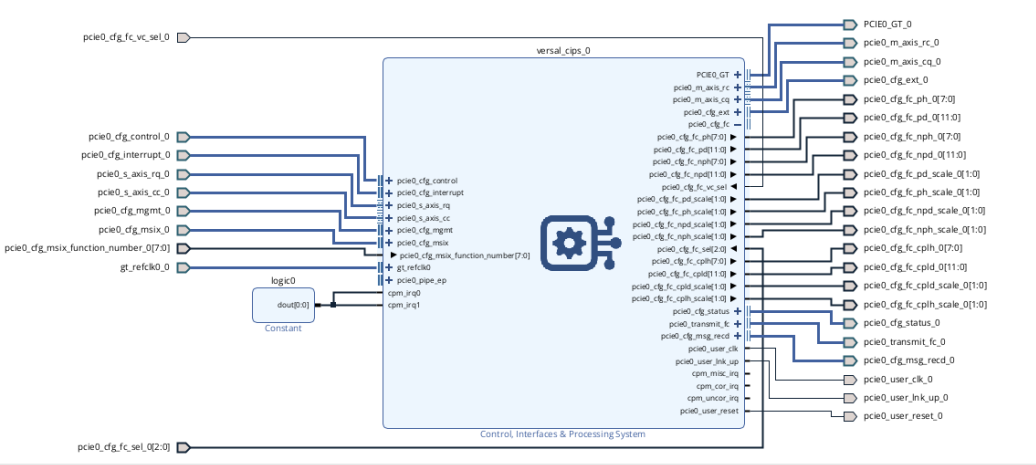 pcie0_cfg_fc_vc_sel_0
pcie0_cfg_control_0
pcie0_cfg_interrupt_0
pcie0_s_axis_rq_0
pcie0_s_axis_cc_0
pcie0_cfg_mgmt_0
pcie0_cfg_msix_0
pcie0_cfg_msix_function_number_0[7:0]
gt_refclk0_0
logic0
dout[0:0]
Constant
pcie0_cfg_fc_sel_0[2:0]
versal_cips_0
pcie0_cfg_control
pcie0_cfg_interrupt
pcie0_s_axis_rq
pcie0_s_axis_cc
pcie0_cfg_mgmt
pcie0_cfg_msix
pcie0_cfg_msix_function_number[7:0]
gt_refclk0
pcie0_pipe_ep
cpm_irq0
cpm_irq1
PCIE0_GT
pcie0_m_axis_rc
pcie0_m_axis_cq
pcie0_cfg_ext
pcie0_cfg_fc
pcie0_cfg_fc_ph[7:0]
pcie0_cfg_fc_pd[11:0]
pcie0_cfg_fc_nph[7:0]
pcie0_cfg_fc_npd[11:0]
pcie0_cfg_fc_vc_sel
pcie0_cfg_fc_pd_scale[1:0]
pcie0_cfg_fc_ph_scale[1:0]
pcie0_cfg_fc_npd_scale[1:0]
pcie0_cfg_fc_nph_scale[1:0]
pcie0_cfg_fc_sel[2:0]
pcie0_cfg_fc_cplh[7:0]
pcie0_cfg_fc_cpld[11:0]
pcie0_cfg_fc_cpld_scale[1:0]
pcie0_cfg_fc_cplh_scale[1:0]
pcie0_cfg_status
pcie0_transmit_fc
pcie0_cfg_msg_recd
pcie0_user_clk
pcie0_user_lnk_up
cpm_misc_irq
cpm_cor_irq
cpm_uncor_irq
pcie0_user_reset
Control, Interfaces & Processing System
PCIE0_GT_0
pcie0_m_axis_rc_0
pcie0_m_axis_cq_0
pcie0_cfg_ext_0
pcie0_cfg_fc_ph_0[7:0]
pcie0_cfg_fc_pd_0[11:0]
pcie0_cfg_fc_nph_0[7:0]
pcie0_cfg_fc_npd_0[11:0]
pcie0_cfg_fc_pd_scale_0[1:0]
pcie0_cfg_fc_ph_scale_0[1:0]
pcie0_cfg_fc_npd_scale_0[1:0]
pcie0_cfg_fc_nph_scale_0[1:0]
pcie0_cfg_fc_cplh_0[7:0]
pcie0_cfg_fc_cpld_0[11:0]
pcie0_cfg_fc_cpld_scale_0[1:0]
pcie0_cfg_fc_cplh_scale_0[1:0]
pcie0_cfg_status_0
pcie0_transmit_fc_0
pcie0_cfg_msg_recd_0
pcie0_user_clk_0
pcie0_user_lnk_up_0
pcie0_user_reset_0